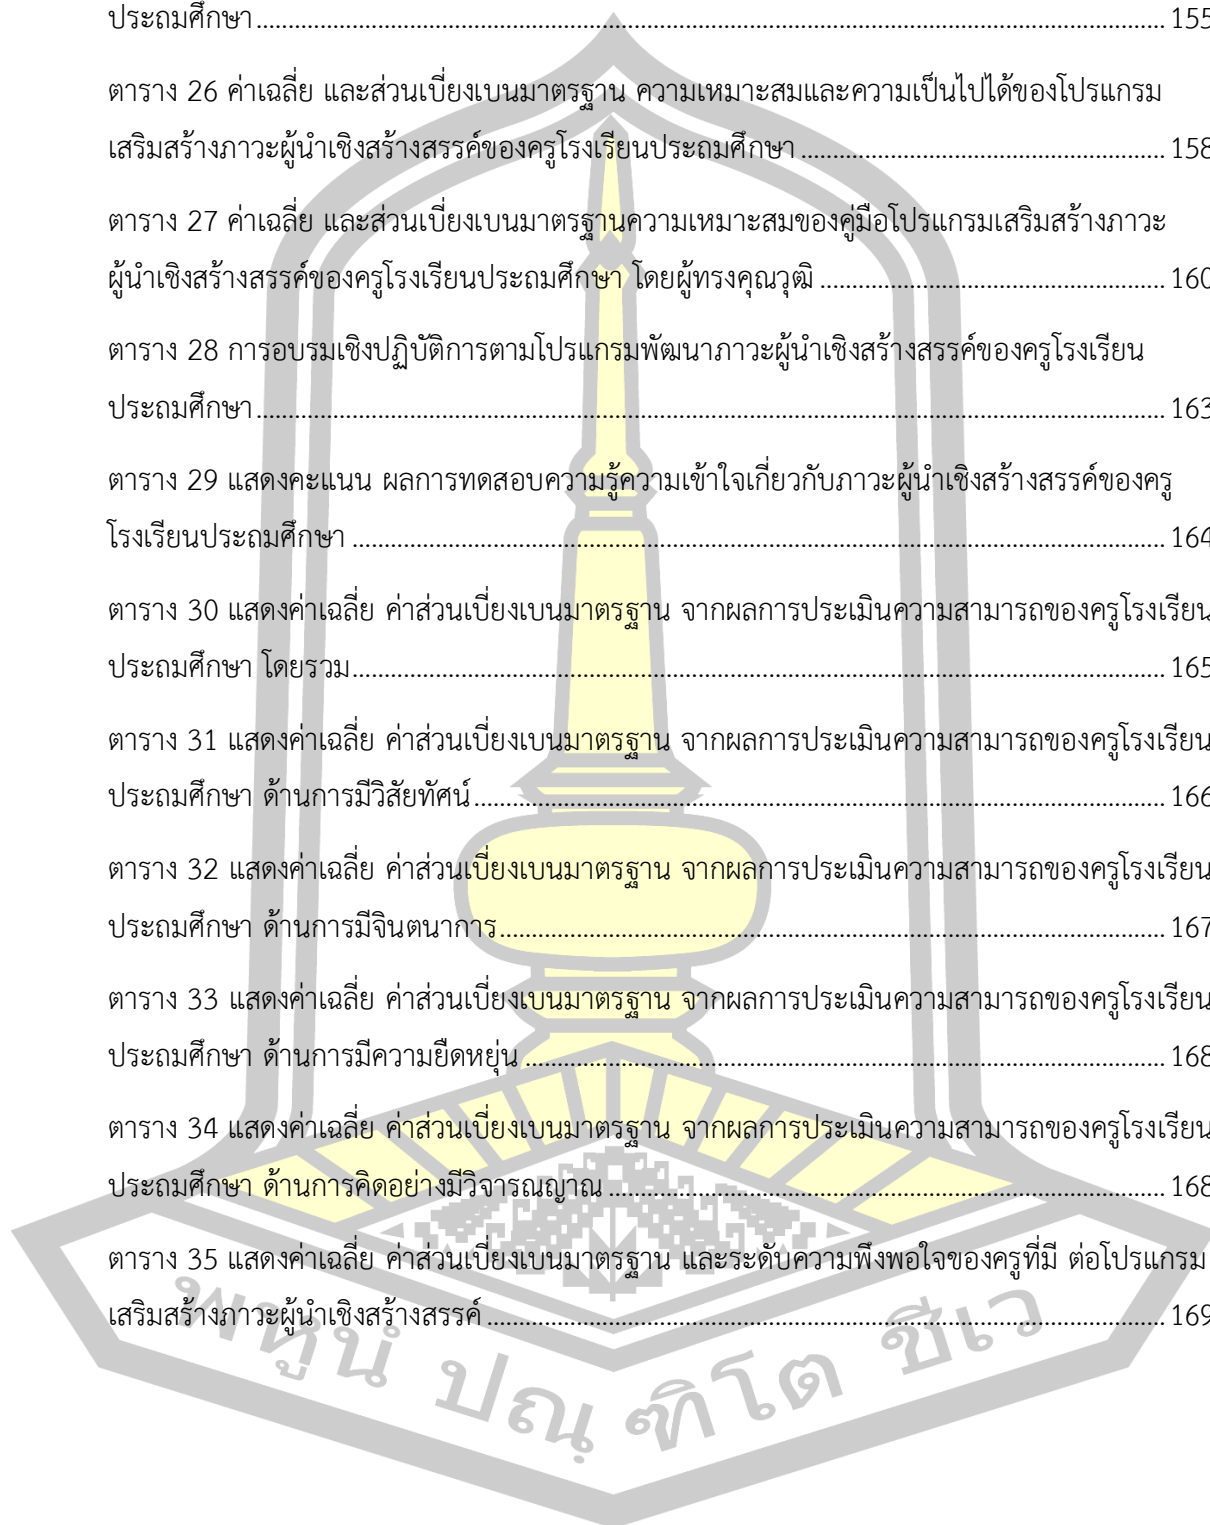 ประถมศึกษา ........ 155
ตาราง 26 ค่าเฉลี่ย และส่วนเบี่ยงเบนมาตรฐาน ความเหมาะสมและความเป็นไปได้ของโปรแกรม
เสริมสร้างภาวะผู้นำเชิงสร้างสรรค์ของครูโรงเรียนประถมศึกษา ........ 158
ตาราง 27 ค่าเฉลี่ย และส่วนเบี่ยงเบนมาตรฐานความเหมาะสมของคู่มือโปรแกรมเสริมสร้างภาวะ
ผู้นำเชิงสร้างสรรค์ของครูโรงเรียนประถมศึกษา โดยผู้ทรงคุณวุฒิ ........ 160
ตาราง 28 การอบรมเชิงปฏิบัติการตามโปรแกรมพัฒนาภาวะผู้นำเชิงสร้างสรรค์ของครูโรงเรียน
ประถมศึกษา ........ 163
ตาราง 29 แสดงคะแนน ผลการทดสอบความรู้ความเข้าใจเกี่ยวกับภาวะผู้นำเชิงสร้างสรรค์ของครู
โรงเรียนประถมศึกษา ........ 164
ตาราง 30 แสดงค่าเฉลี่ย ค่าส่วนเบี่ยงเบนมาตรฐาน จากผลการประเมินความสามารถของครูโรงเรียน
ประถมศึกษา โดยรวม ........ 165
ตาราง 31 แสดงค่าเฉลี่ย ค่าส่วนเบี่ยงเบนมาตรฐาน จากผลการประเมินความสามารถของครูโรงเรียน
ประถมศึกษา ด้านการมีวิสัยทัศน์ ........ 166
ตาราง 32 แสดงค่าเฉลี่ย ค่าส่วนเบี่ยงเบนมาตรฐาน จากผลการประเมินความสามารถของครูโรงเรียน
ประถมศึกษา ด้านการมีจินตนาการ ........ 167
ตาราง 33 แสดงค่าเฉลี่ย ค่าส่วนเบี่ยงเบนมาตรฐาน จากผลการประเมินความสามารถของครูโรงเรียน
ประถมศึกษา ด้านการมีความยืดหยุ่น ........ 168
ตาราง 34 แสดงค่าเฉลี่ย ค่าส่วนเบี่ยงเบนมาตรฐาน จากผลการประเมินความสามารถของครูโรงเรียน
ประถมศึกษา ด้านการคิดอย่างมีวิจารณญาณ ........ 168
ตาราง 35 แสดงค่าเฉลี่ย ค่าส่วนเบี่ยงเบนมาตรฐาน และระดับความพึงพอใจของครูที่มี ต่อโปรแกรม
เสริมสร้างภาวะผู้นำเชิงสร้างสรรค์ ........ 169
พหูนํ ปณฺฑิโต ชีเว